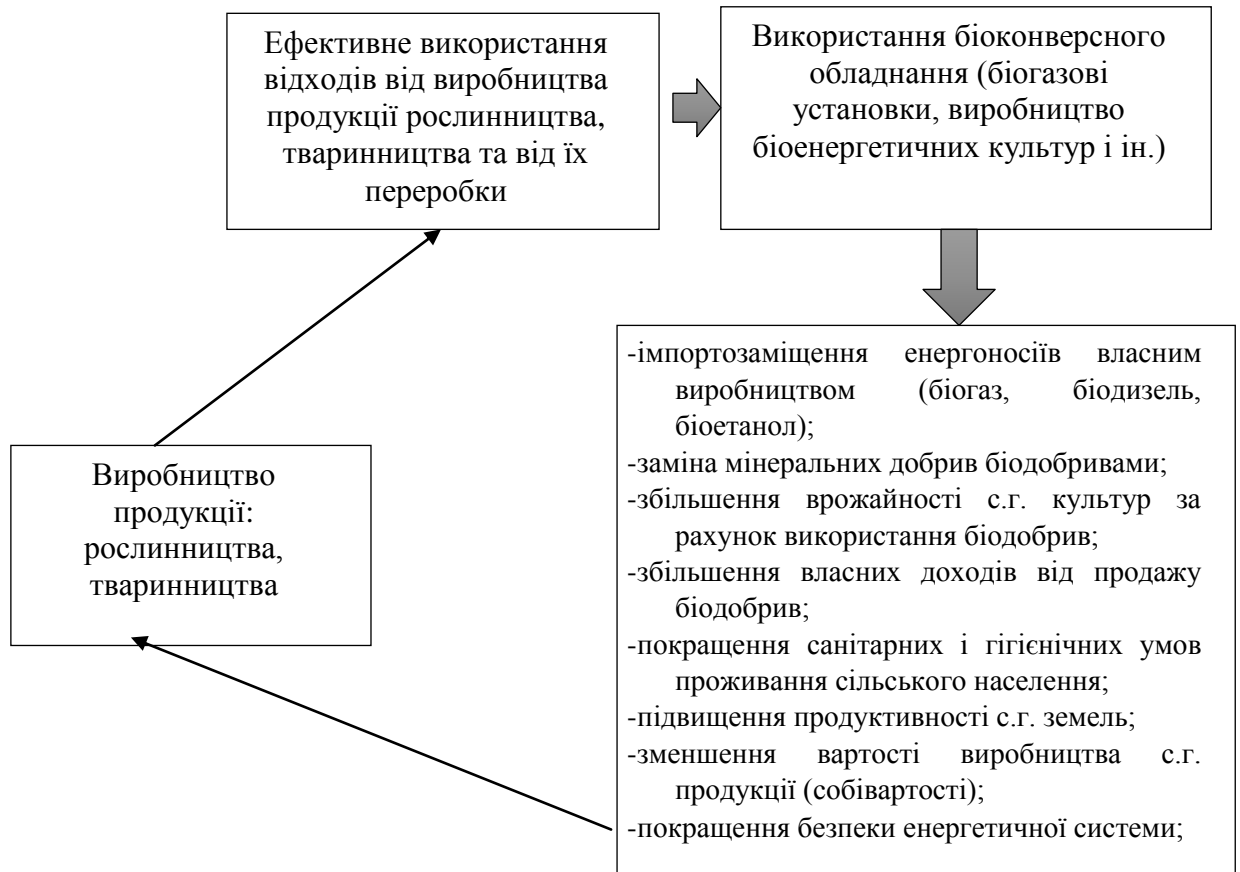 Ефективне використання
відходів від виробництва
продукції рослинництва,
тваринництва та від їх
переробки
Використання біоконверсного
обладнання (біогазові
установки, виробництво
біоенергетичних культур і ін.)
Виробництво
продукції:
рослинництва,
тваринництва
-імпортозаміщення енергоносіїв власним
виробництвом (біогаз, біодизель,
біоетанол);
-заміна мінеральних добрив біодобривами;
-збільшення врожайності с.г. культур за
рахунок використання біодобрив;
-збільшення власних доходів від продажу
біодобрив;
-покращення санітарних і гігієнічних умов
проживання сільського населення;
-підвищення продуктивності с.г. земель;
-зменшення вартості виробництва с.г.
продукції (собівартості);
-покращення безпеки енергетичної системи;